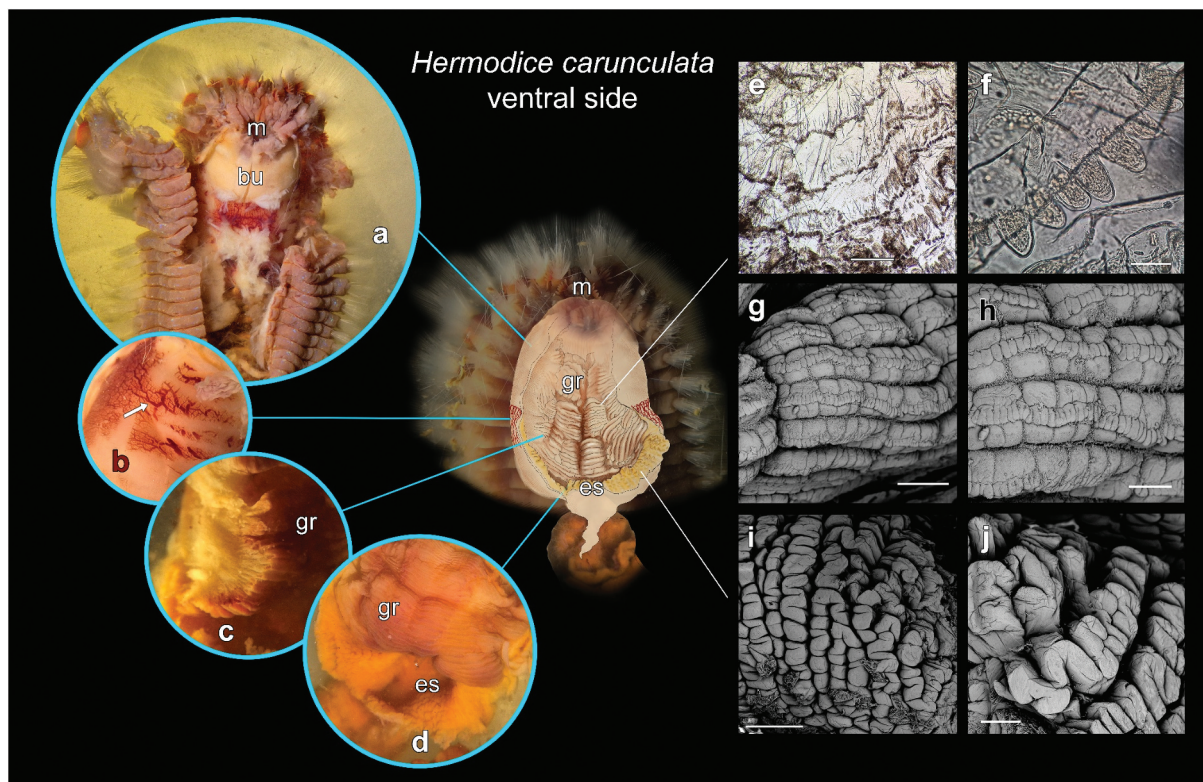 Hermodice carunculata
ventral side
m
bu
a
b
gr
c
gr
es
d
m
gr
es
e
f
g
h
i
j